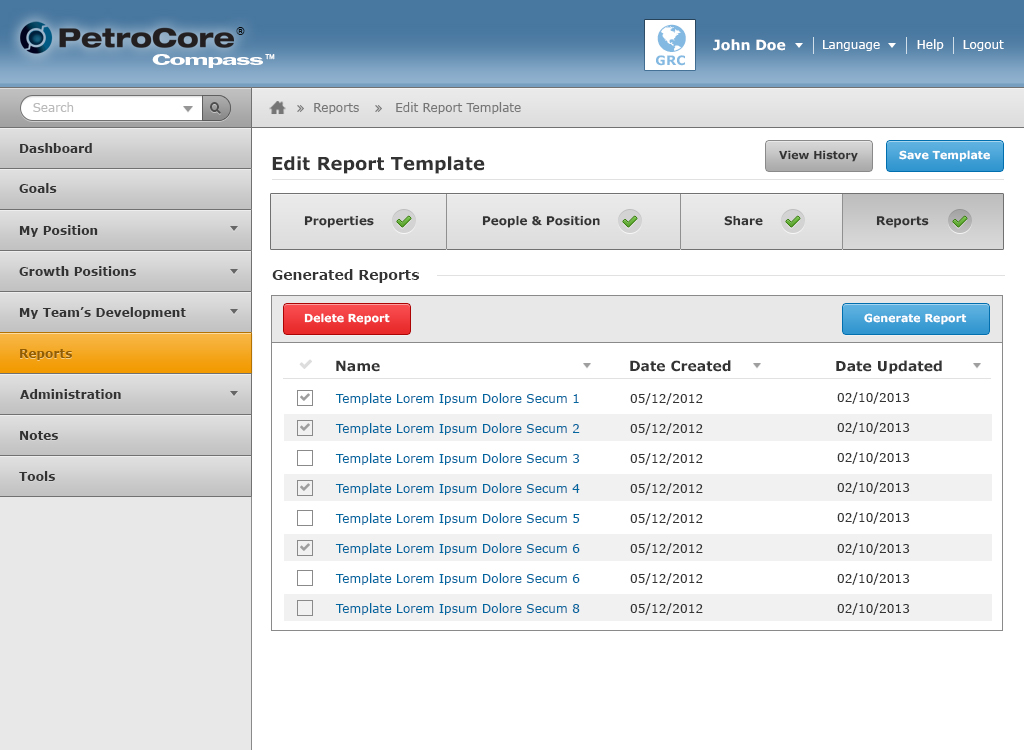 PetroCore®
Compass™
GRC
John Doe
Language
Help
Logout
Search
» Reports » Edit Report Template
Dashboard
Goals
My Position
Growth Positions
My Team's Development
Reports
Administration
Notes
Tools
Edit Report Template
View History
Save Template
Properties
People & Position
Share
Reports
Generated Reports
Delete Report
Generate Report
Name Date Created Date Updated
Template Lorem Ipsum Dolore Secum 1 05/12/2012 02/10/2013
Template Lorem Ipsum Dolore Secum 2 05/12/2012 02/10/2013
Template Lorem Ipsum Dolore Secum 3 05/12/2012 02/10/2013
Template Lorem Ipsum Dolore Secum 4 05/12/2012 02/10/2013
Template Lorem Ipsum Dolore Secum 5 05/12/2012 02/10/2013
Template Lorem Ipsum Dolore Secum 6 05/12/2012 02/10/2013
Template Lorem Ipsum Dolore Secum 6 05/12/2012 02/10/2013
Template Lorem Ipsum Dolore Secum 8 05/12/2012 02/10/2013